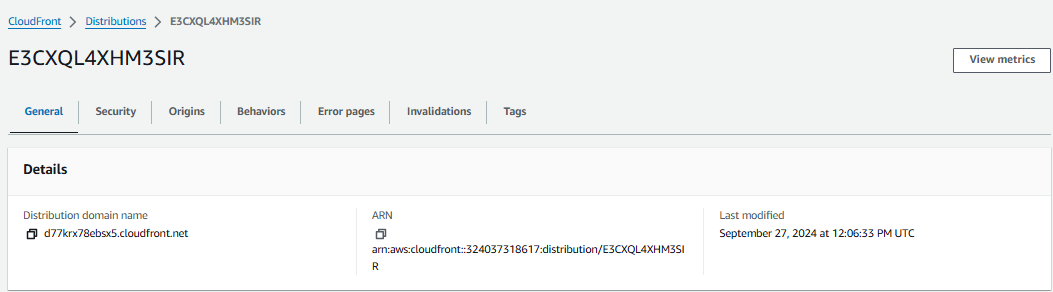 CloudFront > Distributions > E3CXQL4XHM3SIR
E3CXQL4XHM3SIR
View metrics
General Security Origins Behaviors Error pages Invalidations Tags
Details
Distribution domain name
d77krx78ebsx5.cloudfront.net
ARN
arn:aws:cloudfront::324037318617:distribution/E3CXQL4XHM3SI
R
Last modified
September 27, 2024 at 12:06:33 PM UTC